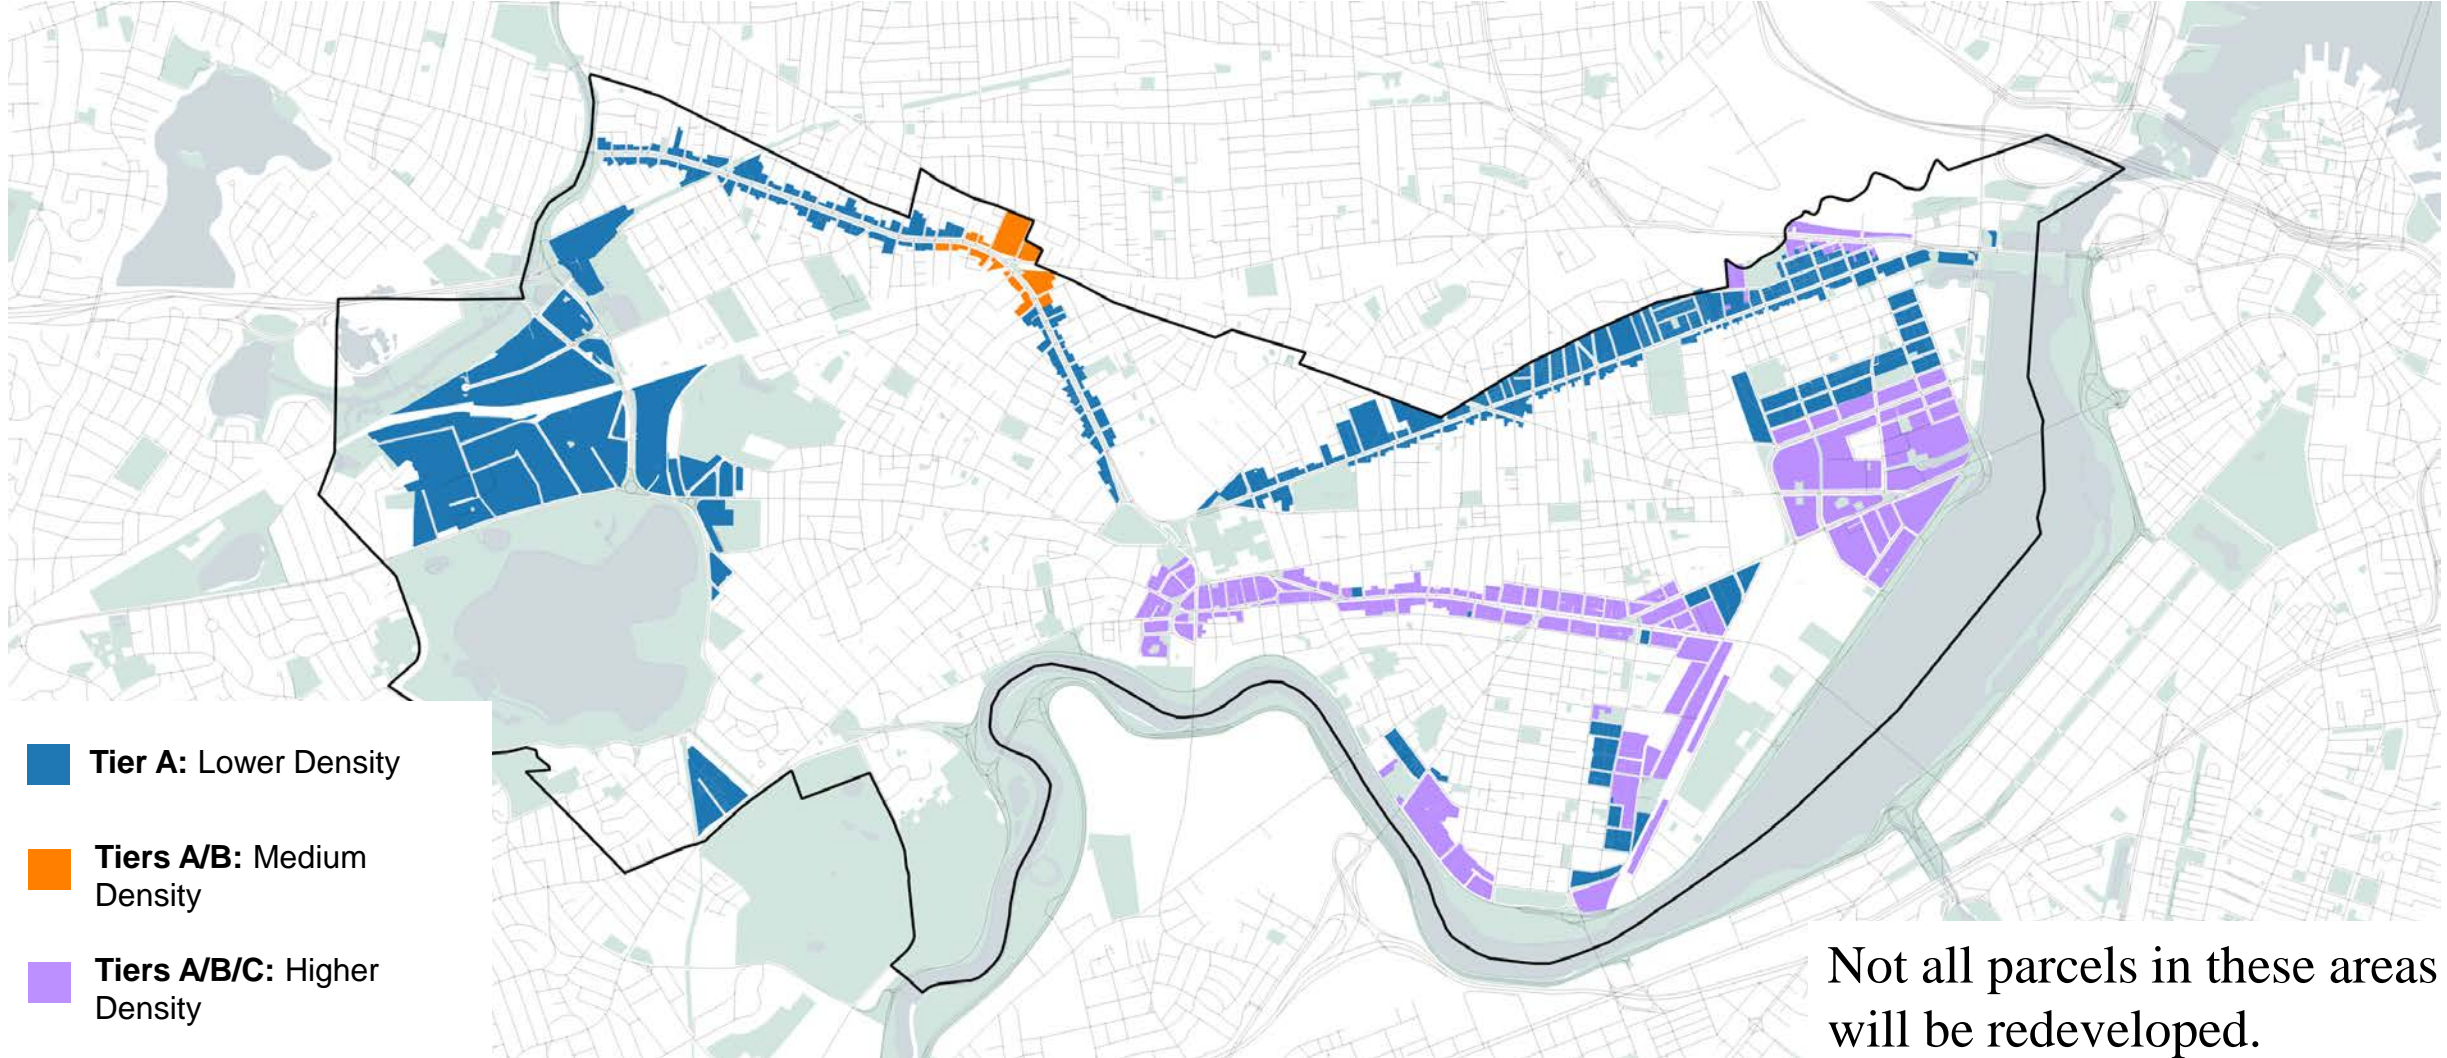 Tier A: Lower Density
Tiers A/B: Medium
Density
Tiers A/B/C: Higher
Density
Not all parcels in these areas
will be redeveloped.